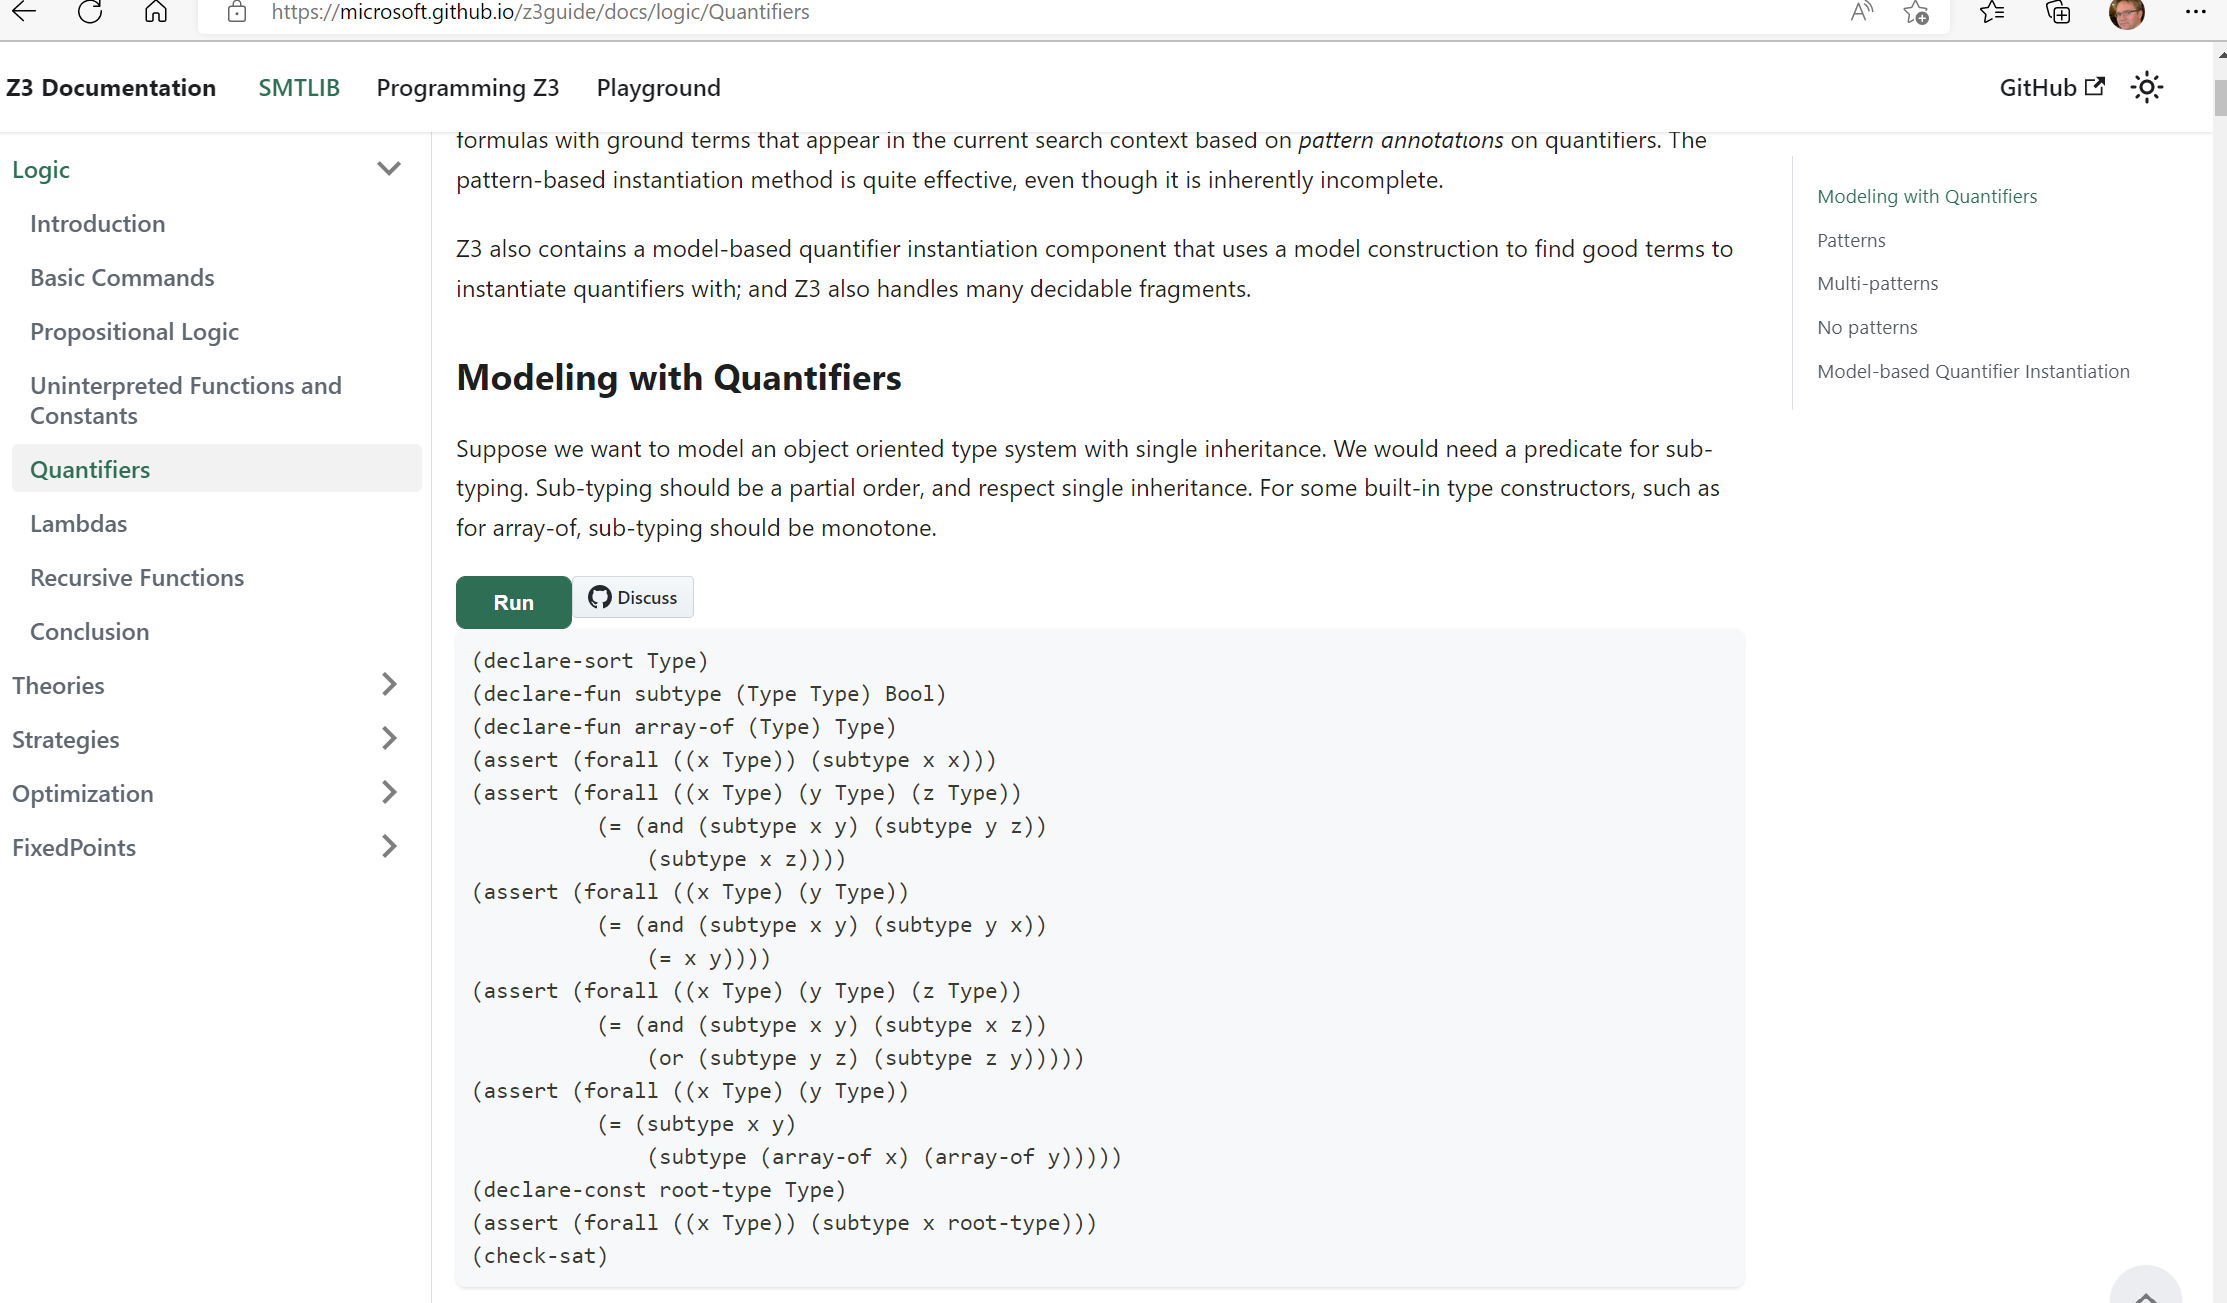 https://microsoft.github.io/z3guide/docs/logic/Quantifiers
Z3 Documentation SMTLIB Programming Z3 Playground GitHub
Logic
Introduction
Basic Commands
Propositional Logic
Uninterpreted Functions and
Constants
Quantifiers
Lambdas
Recursive Functions
Conclusion
Theories
Strategies
Optimization
FixedPoints
formulas with ground terms that appear in the current search context based on pattern annotations on quantifiers. The
pattern-based instantiation method is quite effective, even though it is inherently incomplete.
Z3 also contains a model-based quantifier instantiation component that uses a model construction to find good terms to
instantiate quantifiers with; and Z3 also handles many decidable fragments.
Modeling with Quantifiers
Suppose we want to model an object oriented type system with single inheritance. We would need a predicate for sub-
typing. Sub-typing should be a partial order, and respect single inheritance. For some built-in type constructors, such as
for array-of, sub-typing should be monotone.
Run Discuss
(declare-sort Type)
(declare-fun subtype (Type Type) Bool)
(declare-fun array-of (Type) Type)
(assert (forall ((x Type)) (subtype x x)))
(assert (forall ((x Type) (y Type) (z Type))
          (= (and (subtype x y) (subtype y z))
              (subtype x z))))
(assert (forall ((x Type) (y Type))
          (= (and (subtype x y) (subtype y x))
              (= x y))))
(assert (forall ((x Type) (y Type) (z Type))
          (= (and (subtype x y) (subtype x z))
              (or (subtype y z) (subtype z y)))))
(assert (forall ((x Type) (y Type))
          (= (subtype x y)
              (subtype (array-of x) (array-of y)))))
(declare-const root-type Type)
(assert (forall ((x Type)) (subtype x root-type)))
(check-sat)
Modeling with Quantifiers
Patterns
Multi-patterns
No patterns
Model-based Quantifier Instantiation